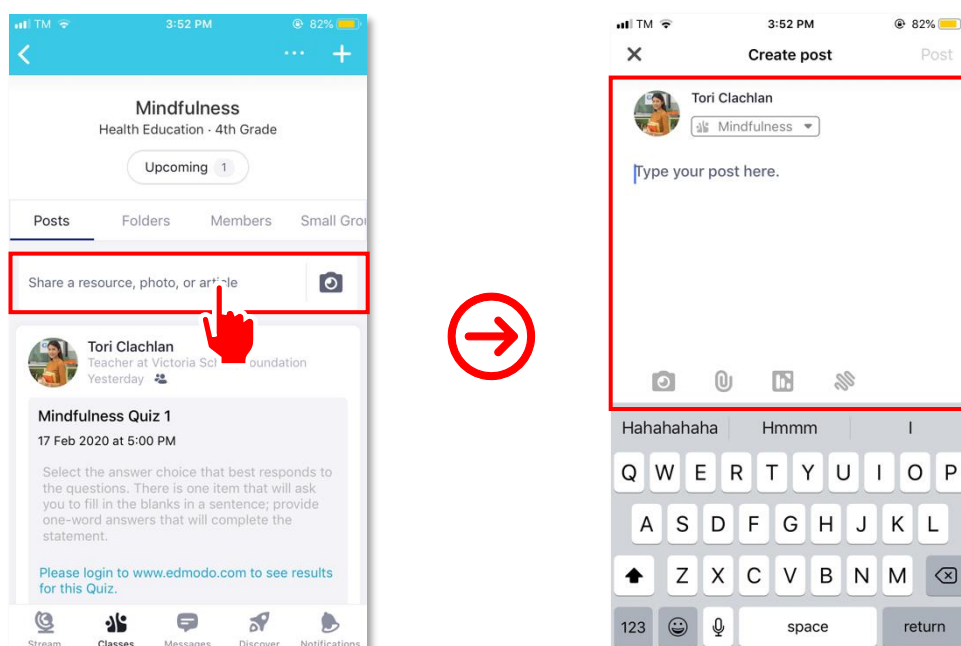 TM 3:52 PM 82%
Mindfulness
Health Education · 4th Grade
Upcoming 1
Posts Folders Members Small Grou
Share a resource, photo, or article
Tori Clachlan
Teacher at Victoria Sc oundation
Yesterday
Mindfulness Quiz 1
17 Feb 2020 at 5:00 PM
Select the answer choice that best responds to
the questions. There is one item that will ask
you to fill in the blanks in a sentence; provide
one-word answers that will complete the
statement.
Please login to www.edmodo.com to see results
for this Quiz.
Stream Classes Messages Discover Notifications
TM 3:52 PM 82%
Create post Post
Tori Clachlan
Mindfulness
Type your post here.
Hahahahaha Hmmm I
Q W E R T Y U I O P
A S D F G H J K L
Z X C V B N M
123 space return